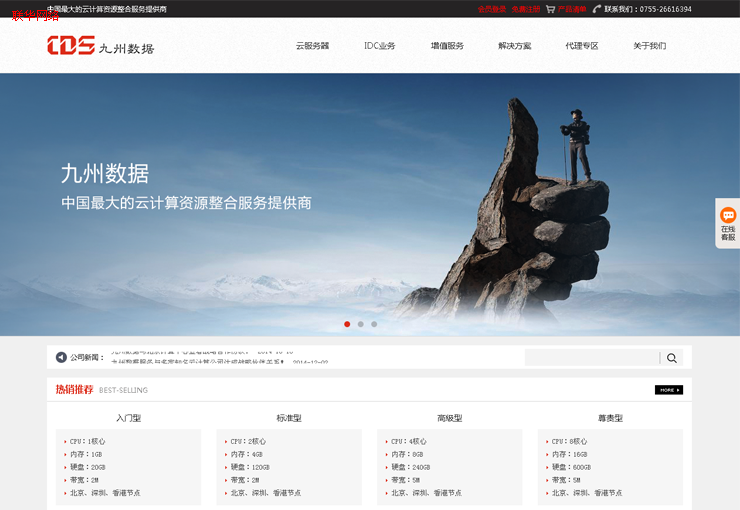 中国最大的云计算资源整合服务提供商
联华网站
会员登录 免费注册 产品清单 联系我们：0755-26616394
CDS 九州数据
云服务器 IDC业务 增值服务 解决方案 代理专区 关于我们
九州数据
中国最大的云计算资源整合服务提供商
在线
客服
公司新闻：
热销推荐 BEST-SELLING
MORE
入门型 标准型 高级型 尊贵型
CPU：1核心 CPU：2核心 CPU：4核心 CPU：8核心
内存：1GB 内存：4GB 内存：8GB 内存：16GB
硬盘：20GB 硬盘：120GB 硬盘：240GB 硬盘：600GB
带宽：2M 带宽：2M 带宽：5M 带宽：5M
北京、深圳、香港节点 北京、深圳、香港节点 北京、深圳、香港节点 北京、深圳、香港节点